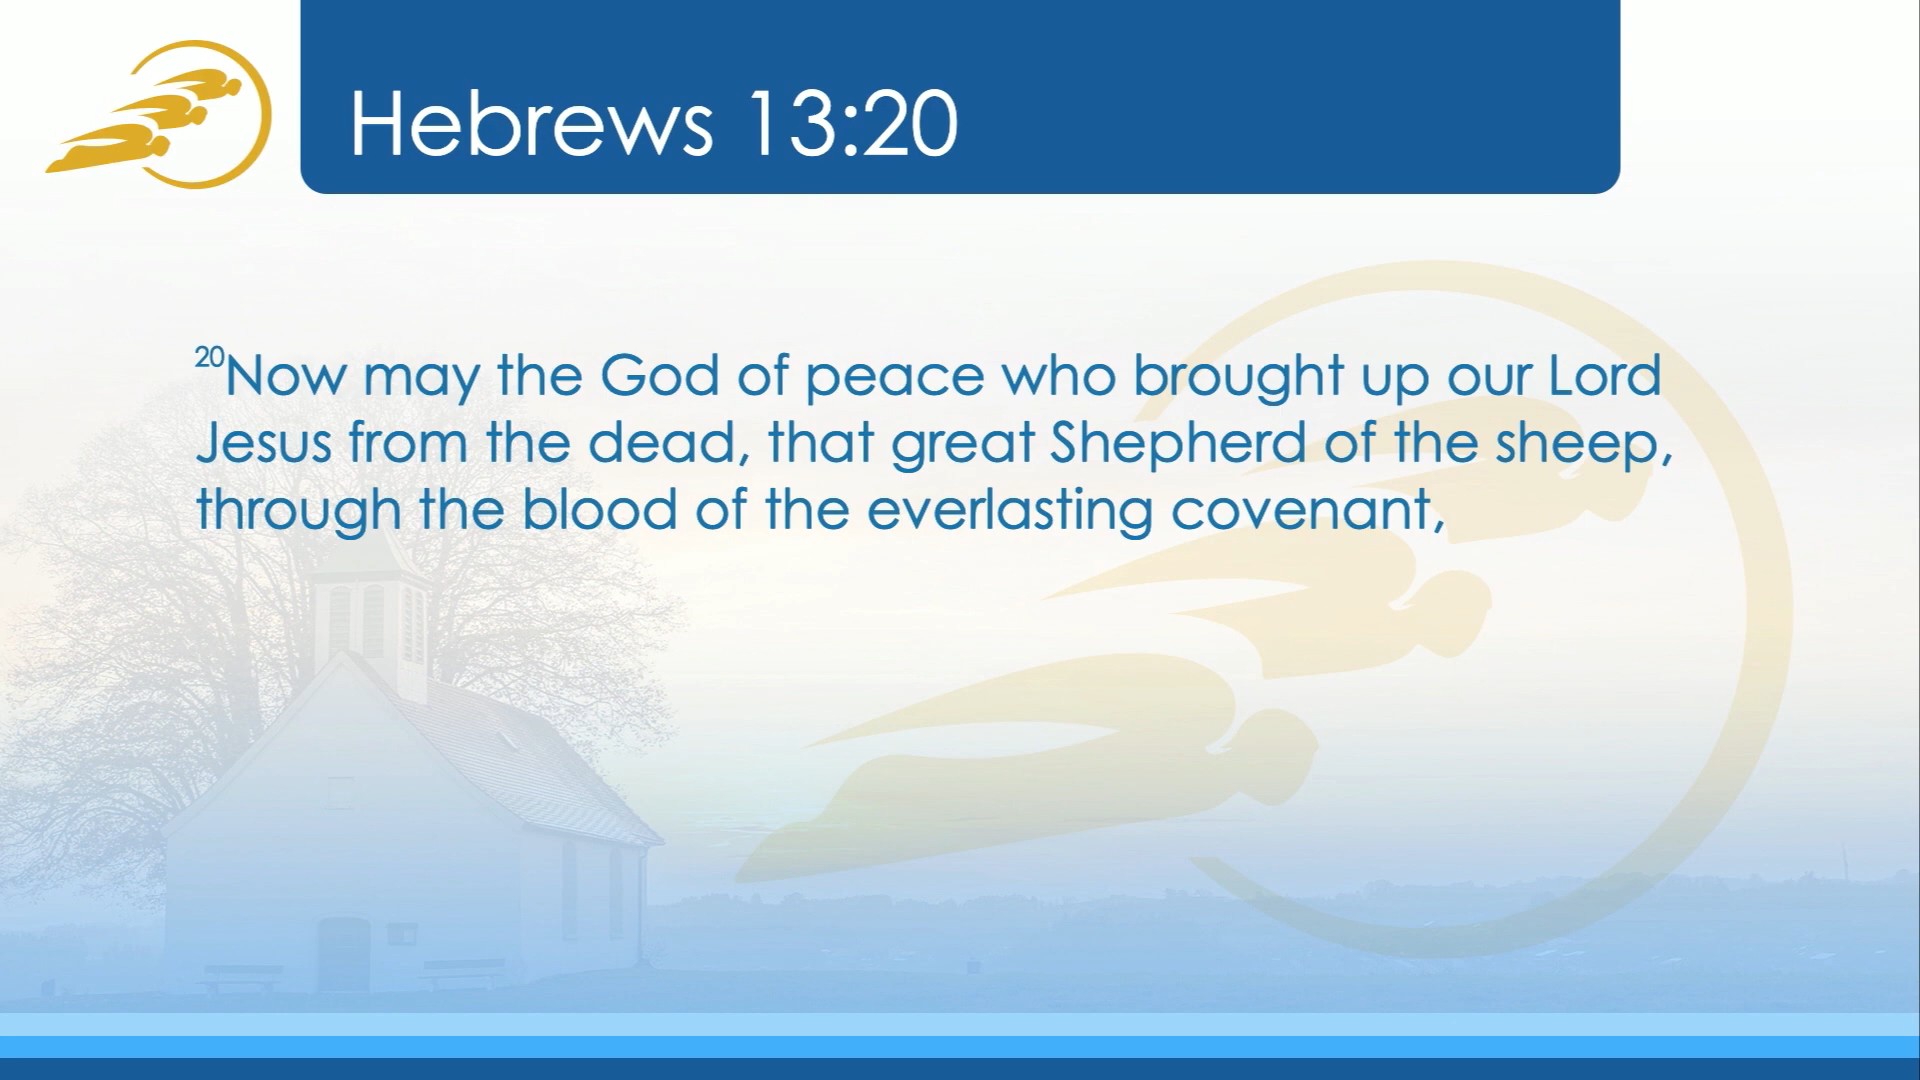 Hebrews 13:20
20Now may the God of peace who brought up our Lord
Jesus from the dead, that great Shepherd of the sheep,
through the blood of the everlasting covenant,